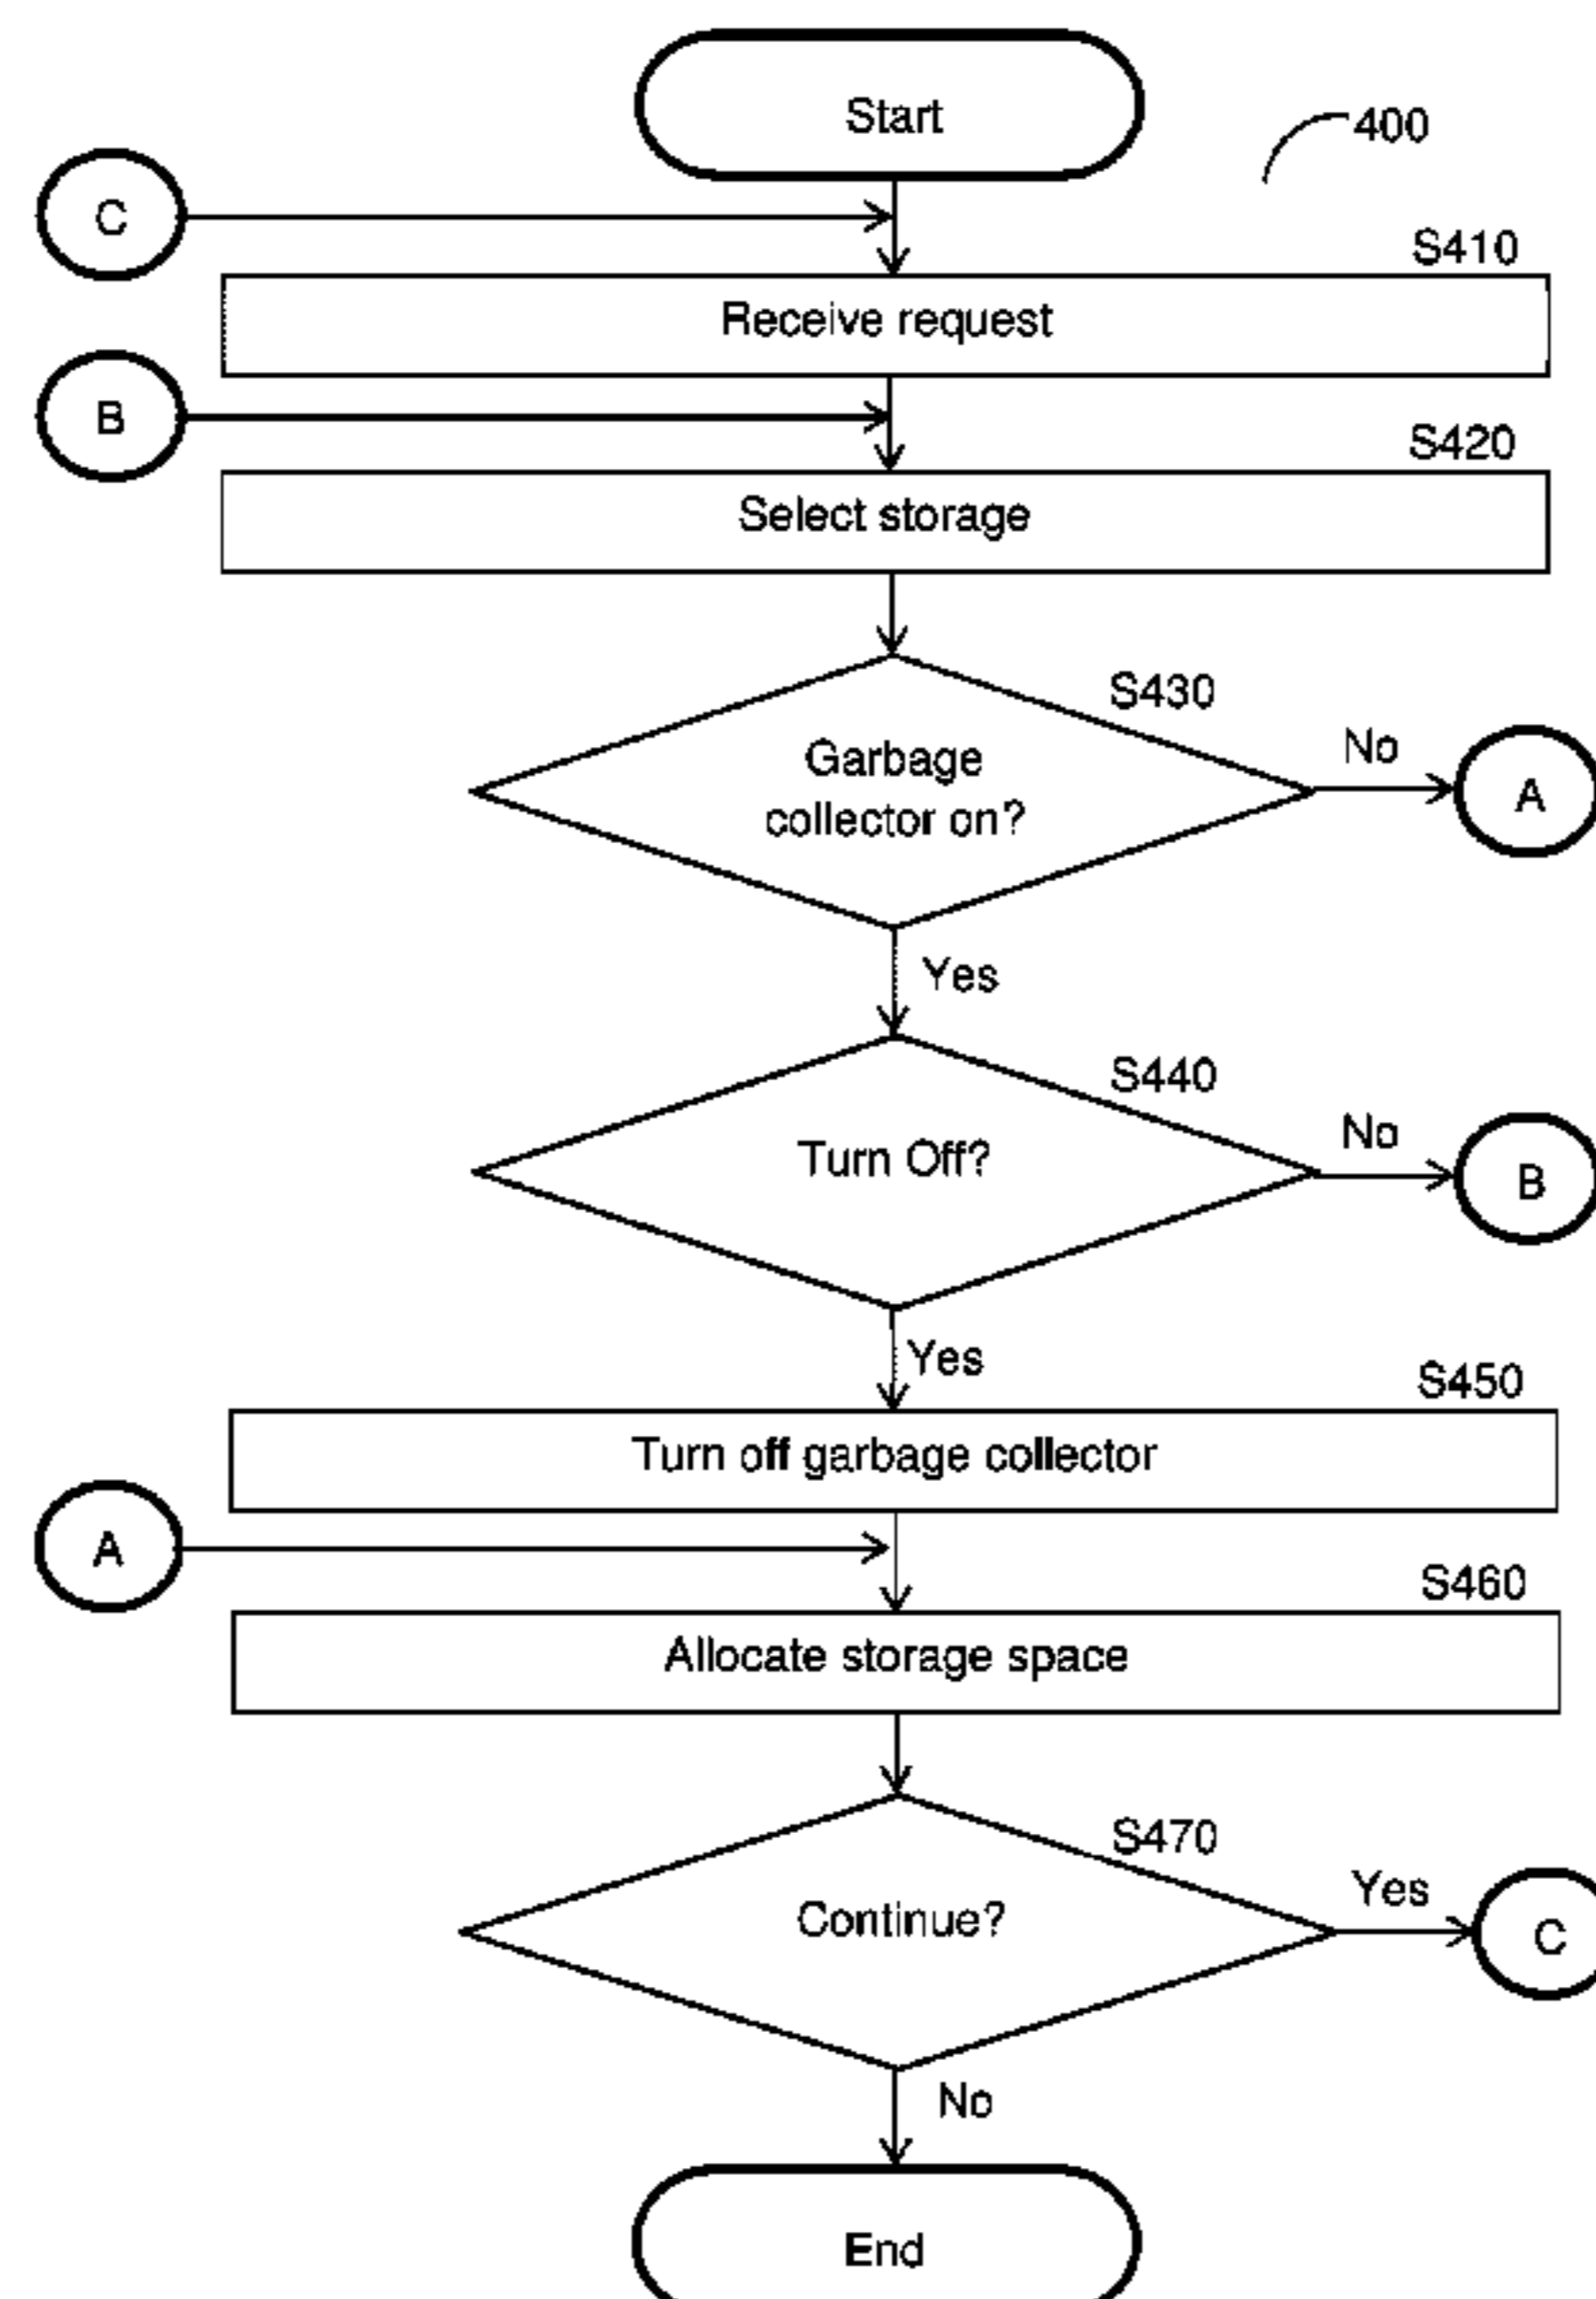 Start
400
C
S410
Receive request
B
S420
Select storage
S430
Garbage
collector on?
No
A
Yes
S440
Turn Off?
No
B
Yes
S450
Turn off garbage collector
A
S460
Allocate storage space
S470
Continue?
Yes
C
No
End